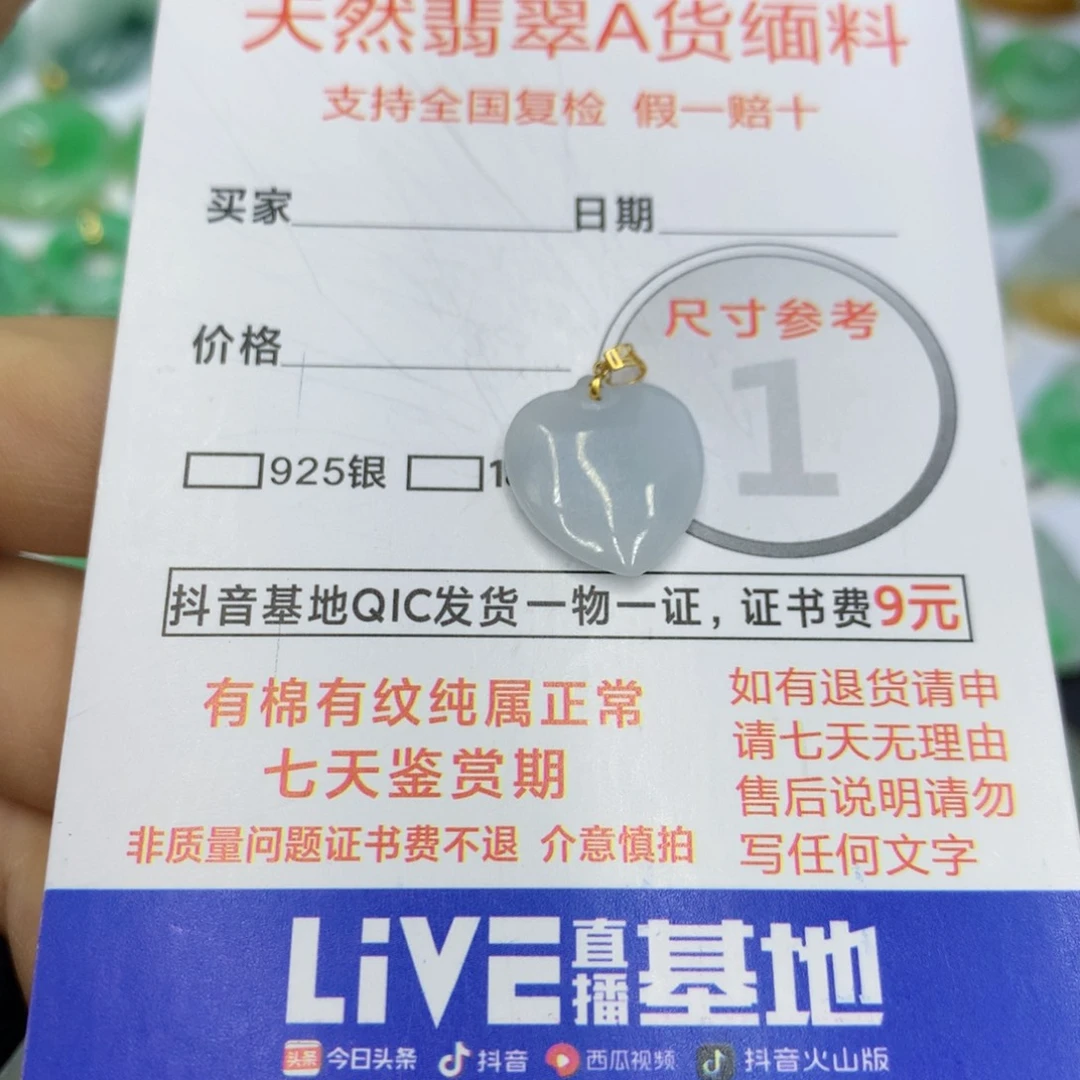 天然翡翠A货缅料
支持全国复检 假一赔十
买家 日期
价格
尺寸参考
1
925银 1
抖音基地QIC发货一物一证，证书费9元
有棉有纹纯属正常
七天鉴赏期
非质量问题证书费不退 介意慎拍
如有退货请申
请七天无理由
售后说明请勿
写任何文字
LiVE直播基地
头条 今日头条 抖音 西瓜视频 抖音火山版